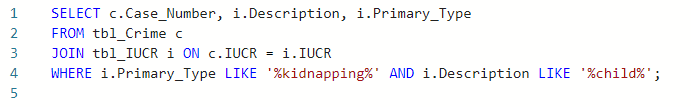 1 SELECT c.Case_Number, i.Description, i.Primary_Type
2 FROM tbl_Crime c
3 JOIN tbl_IUCR i ON c.IUCR = i.IUCR
4 WHERE i.Primary_Type LIKE '%kidnapping%' AND i.Description LIKE '%child%';
5